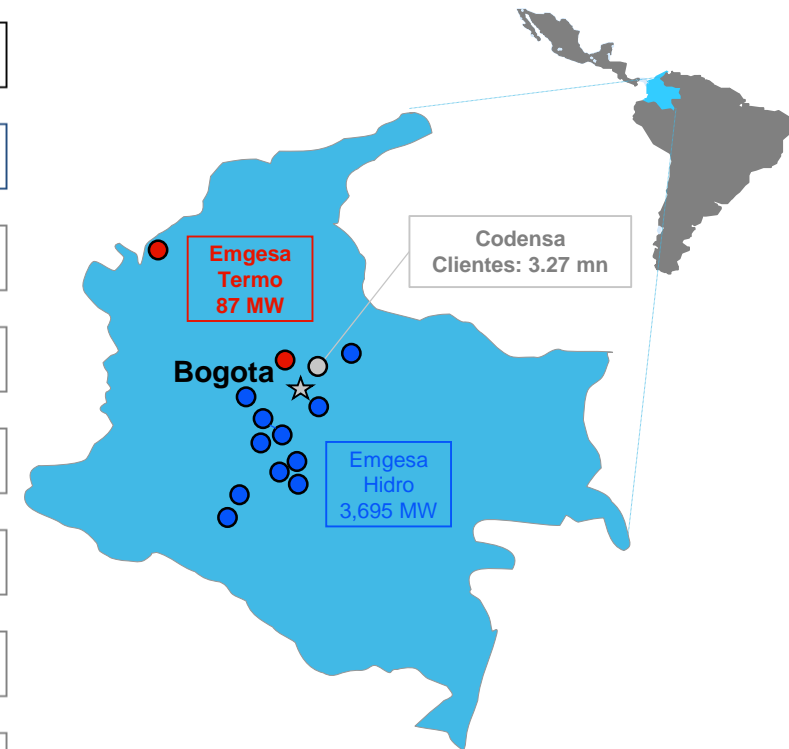 Codensa
Clientes: 3.27 mn
Emgesa
Termo
87 MW
Bogota
Emgesa
Hidro
3,695 MW